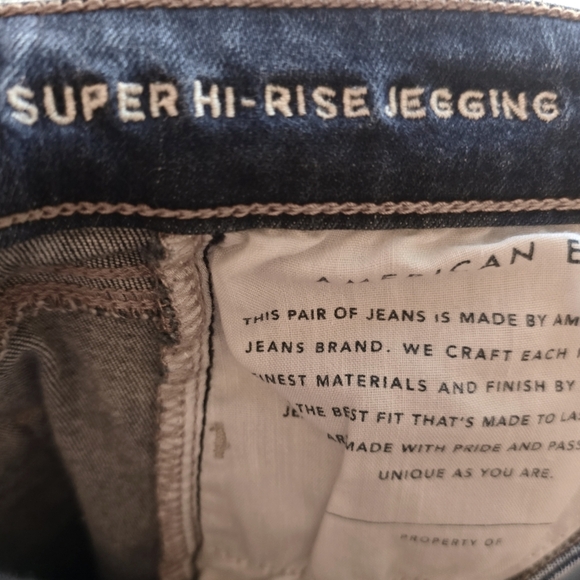 SUPER HI-RISE JEGGING
AMERICAN E
THIS PAIR OF JEANS IS MADE BY AM
JEANS BRAND. WE CRAFT EACH
FINEST MATERIALS AND FINISH BY
THE BEST FIT THAT'S MADE TO LA
MADE WITH PRIDE AND PASS
UNIQUE AS YOU ARE.
PROPERTY OF